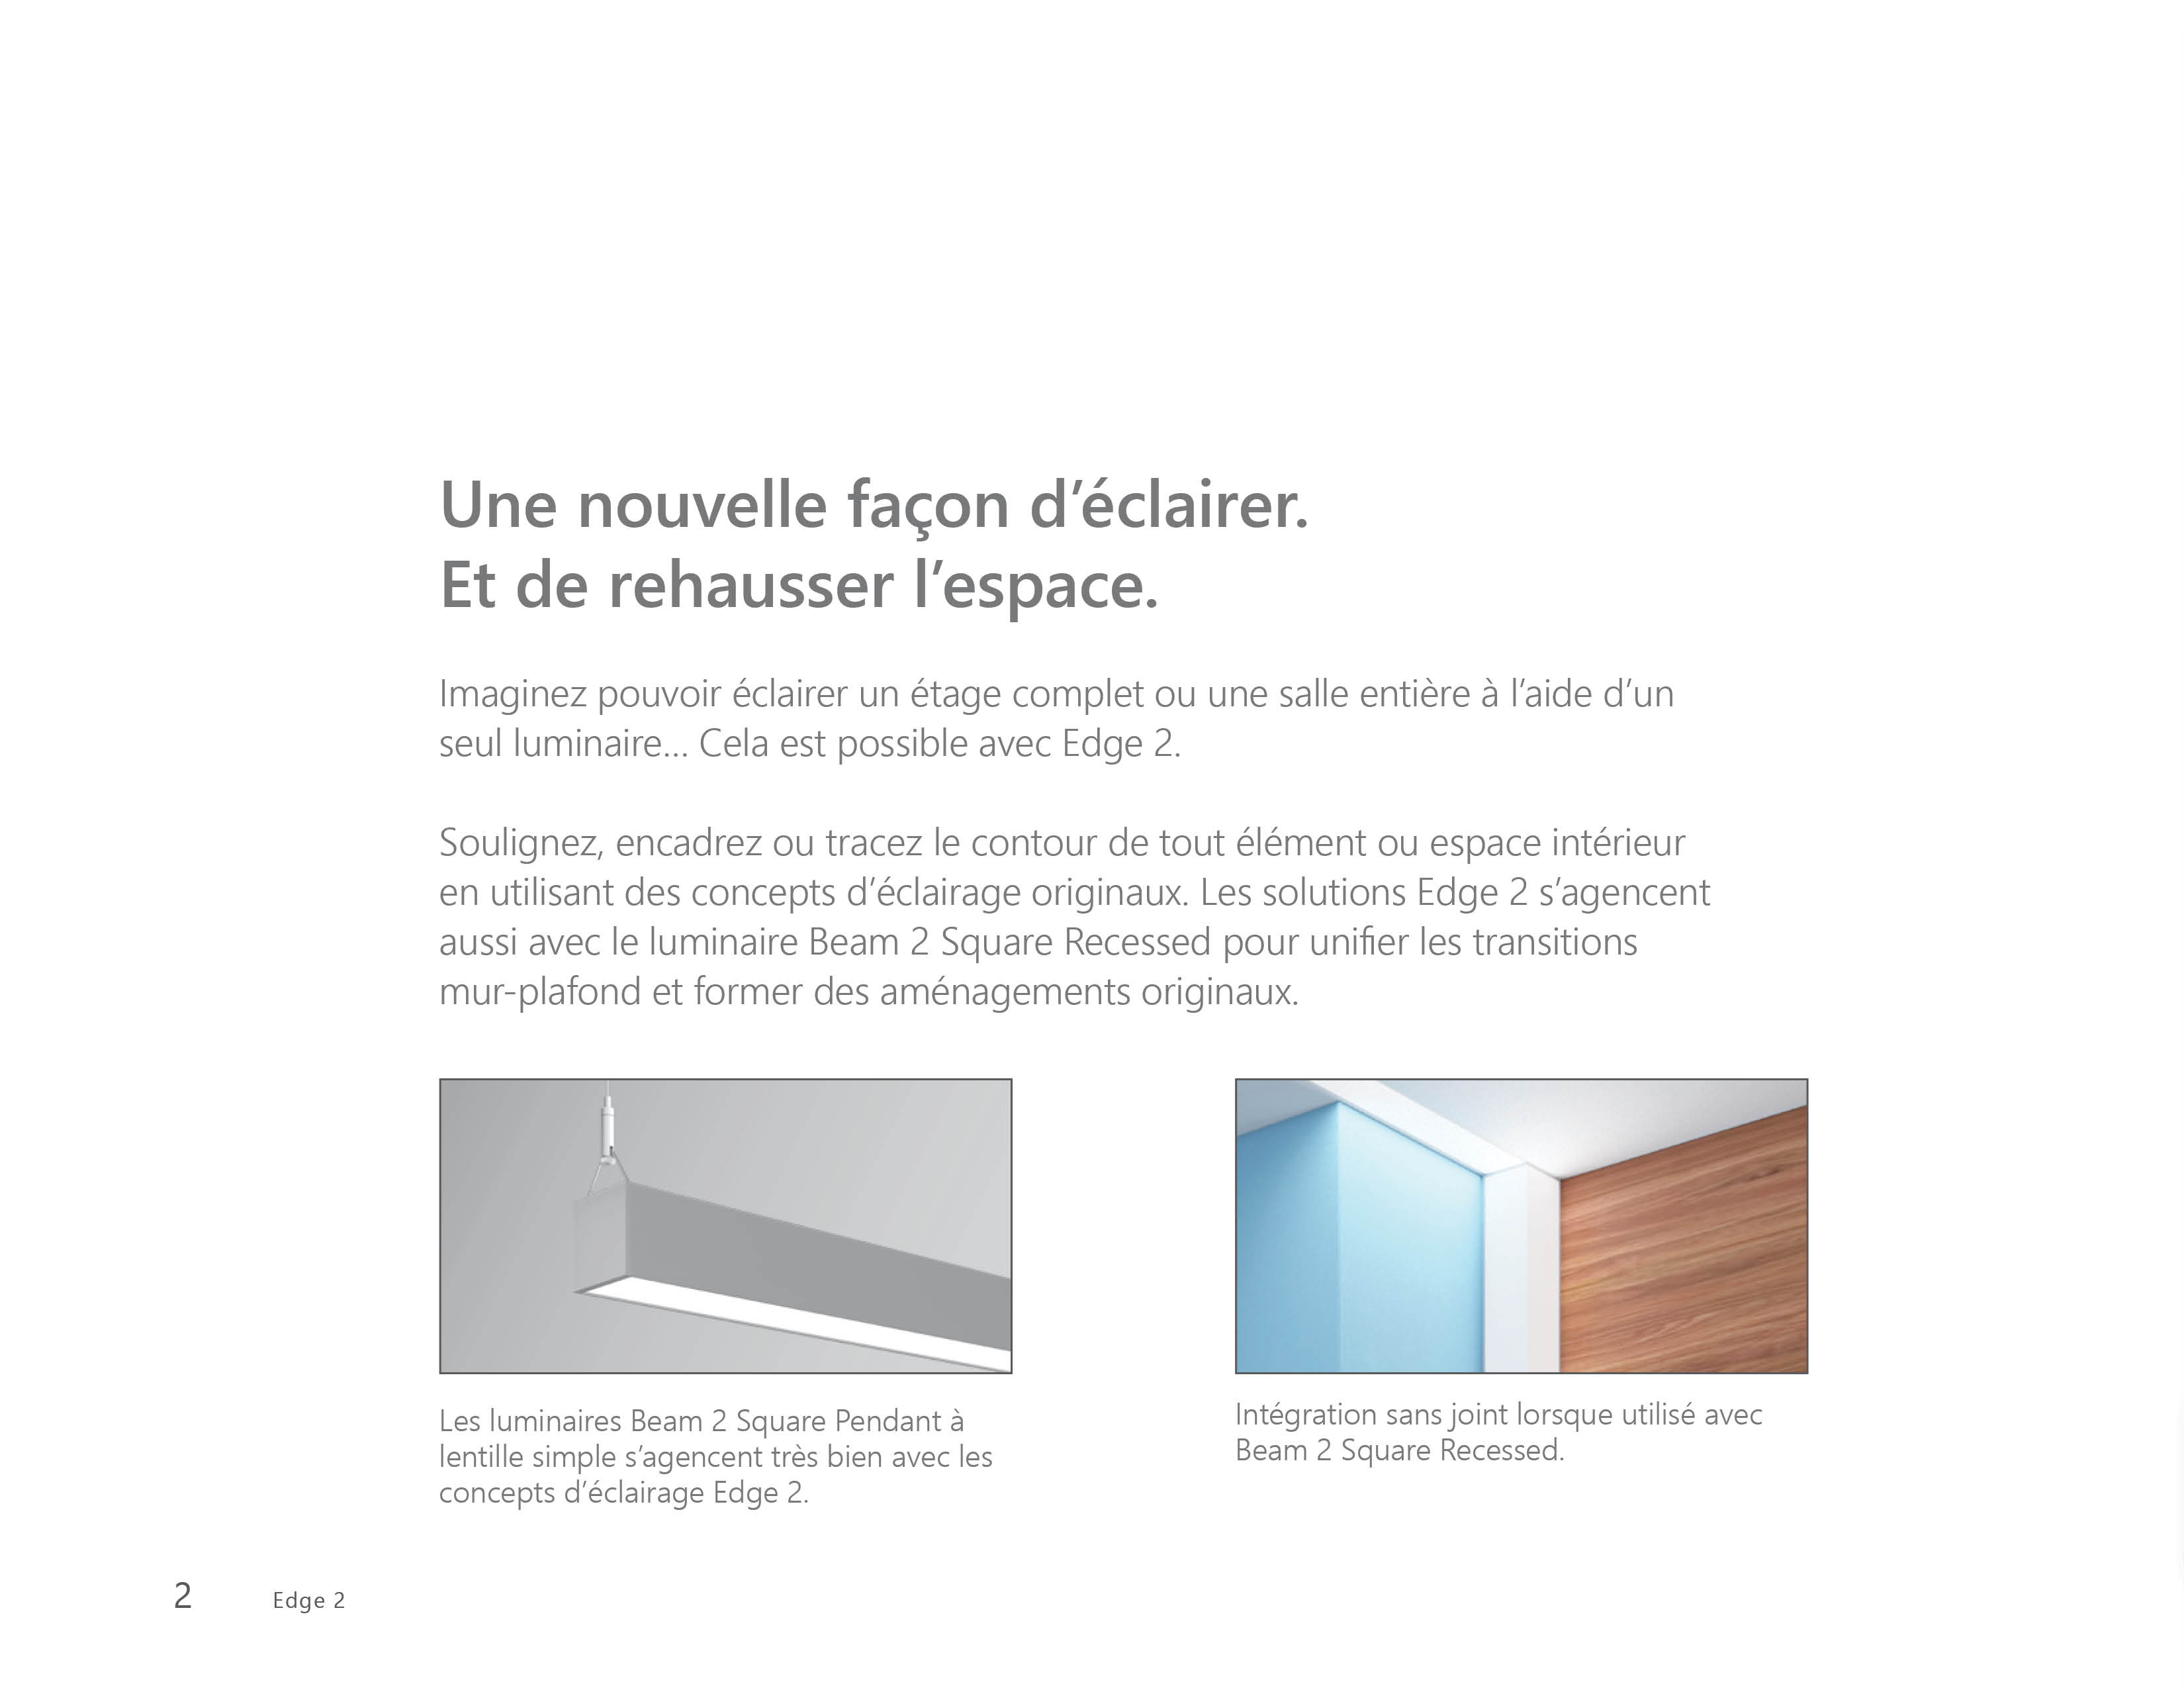 Une nouvelle façon d’éclairer.
Et de rehausser l’espace.
Imaginez pouvoir éclairer un étage complet ou une salle entière à l’aide d’un
seul luminaire... Cela est possible avec Edge 2.
Soulignez, encadrez ou tracez le contour de tout élément ou espace intérieur
en utilisant des concepts d’éclairage originaux. Les solutions Edge 2 s’agencent
aussi avec le luminaire Beam 2 Square Recessed pour unifier les transitions
mur-plafond et former des aménagements originaux.
Les luminaires Beam 2 Square Pendant à
lentille simple s’agencent très bien avec les
concepts d’éclairage Edge 2.
Intégration sans joint lorsque utilisé avec
Beam 2 Square Recessed.
2 Edge 2